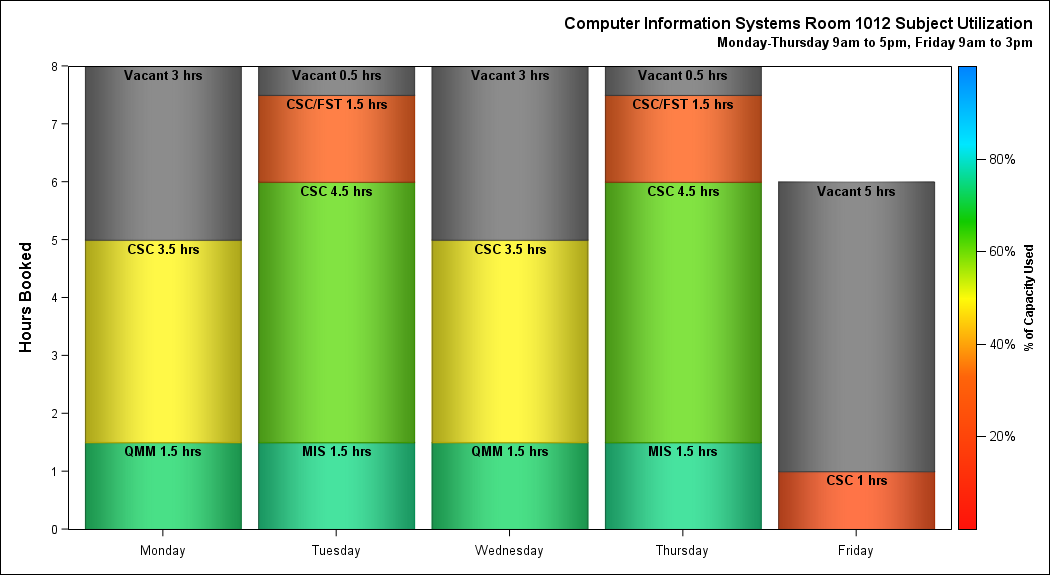 Computer Information Systems Room 1012 Subject Utilization
Monday-Thursday 9am to 5pm, Friday 9am to 3pm
Hours Booked
8
7
6
5
4
3
2
1
0
Vacant 3 hrs
CSC 3.5 hrs
QMM 1.5 hrs
Vacant 0.5 hrs
CSC/FST 1.5 hrs
CSC 4.5 hrs
MIS 1.5 hrs
Vacant 3 hrs
CSC 3.5 hrs
QMM 1.5 hrs
Vacant 0.5 hrs
CSC/FST 1.5 hrs
CSC 4.5 hrs
MIS 1.5 hrs
Vacant 5 hrs
CSC 1 hrs
Monday
Tuesday
Wednesday
Thursday
Friday
80%
60%
40%
20%
% of Capacity Used